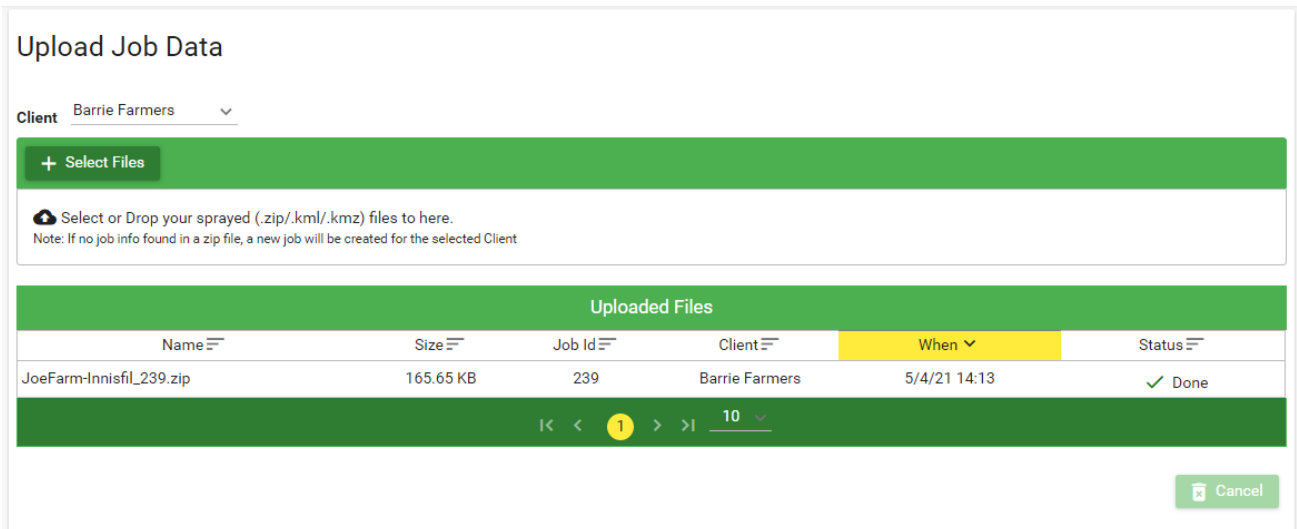 Upload Job Data
Client Barrie Farmers
+ Select Files
Select or Drop your sprayed (.zip/.kml/.kmz) files to here.
Note: If no job info found in a zip file, a new job will be created for the selected Client
Uploaded Files
Name Size Job Id Client When Status
JoeFarm-Innisfil_239.zip 165.65 KB 239 Barrie Farmers 5/4/21 14:13 Done
1 10
Cancel